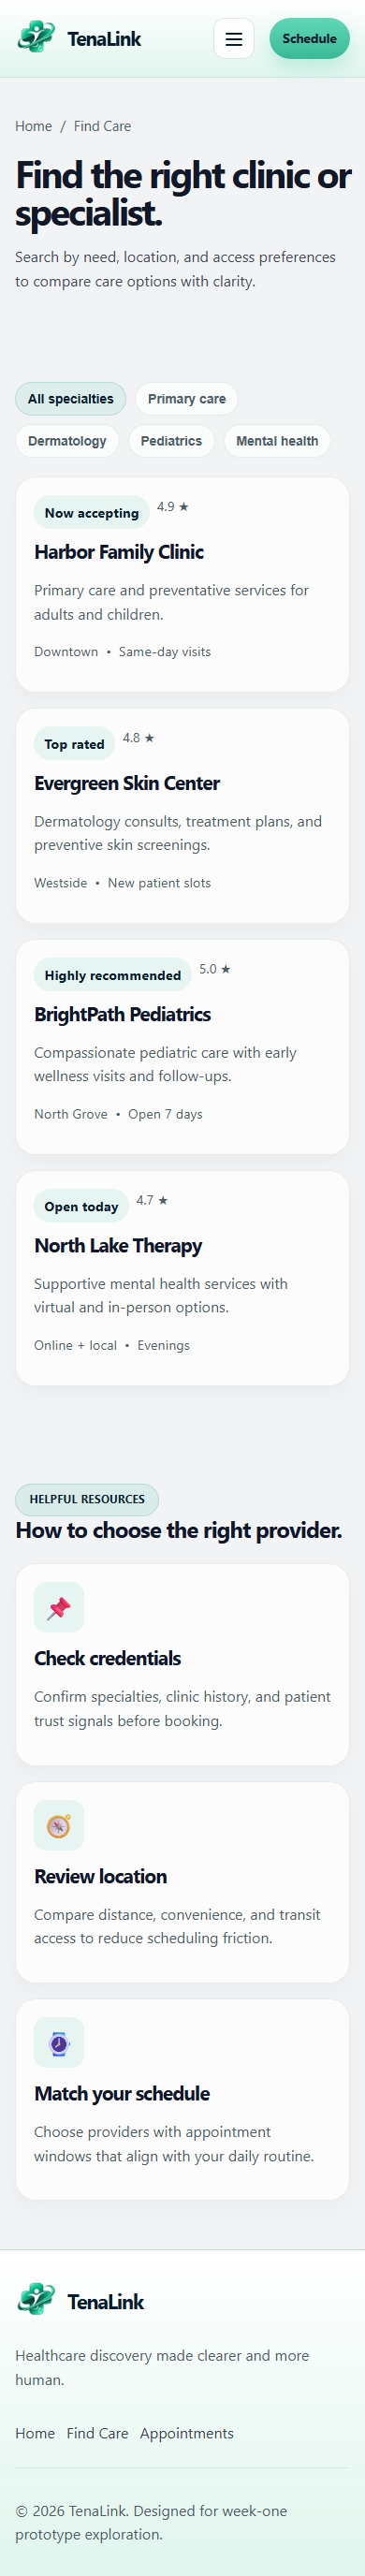 TenaLink
Schedule
Home / Find Care
Find the right clinic or
specialist.
Search by need, location, and access preferences
to compare care options with clarity.
All specialties
Primary care
Dermatology
Pediatrics
Mental health
Now accepting 4.9 ★
Harbor Family Clinic
Primary care and preventative services for
adults and children.
Downtown • Same-day visits
Top rated 4.8 ★
Evergreen Skin Center
Dermatology consults, treatment plans, and
preventive skin screenings.
Westside • New patient slots
Highly recommended 5.0 ★
BrightPath Pediatrics
Compassionate pediatric care with early
wellness visits and follow-ups.
North Grove • Open 7 days
Open today 4.7 ★
North Lake Therapy
Supportive mental health services with
virtual and in-person options.
Online + local • Evenings
HELPFUL RESOURCES
How to choose the right provider.
Check credentials
Confirm specialties, clinic history, and patient
trust signals before booking.
Review location
Compare distance, convenience, and transit
access to reduce scheduling friction.
Match your schedule
Choose providers with appointment
windows that align with your daily routine.
TenaLink
Healthcare discovery made clearer and more
human.
Home Find Care Appointments
© 2026 TenaLink. Designed for week-one
prototype exploration.